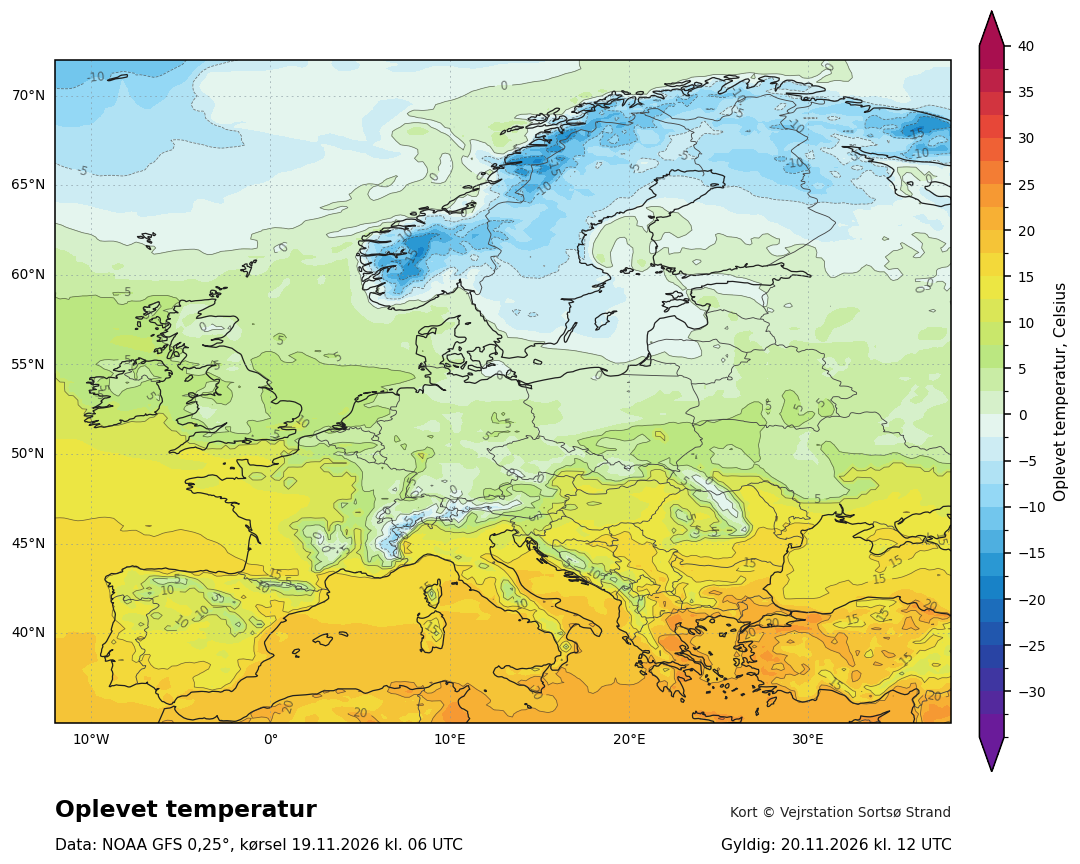 70°N
65°N
60°N
55°N
50°N
45°N
40°N
10°W 0° 10°E 20°E 30°E
40
35
30
25
20
15
10
5
0
−5
−10
−15
−20
−25
−30
Oplevet temperatur, Celsius
Oplevet temperatur
Kort © Vejrstation Sortsø Strand
Data: NOAA GFS 0,25°, kørsel 19.11.2026 kl. 06 UTC
Gyldig: 20.11.2026 kl. 12 UTC